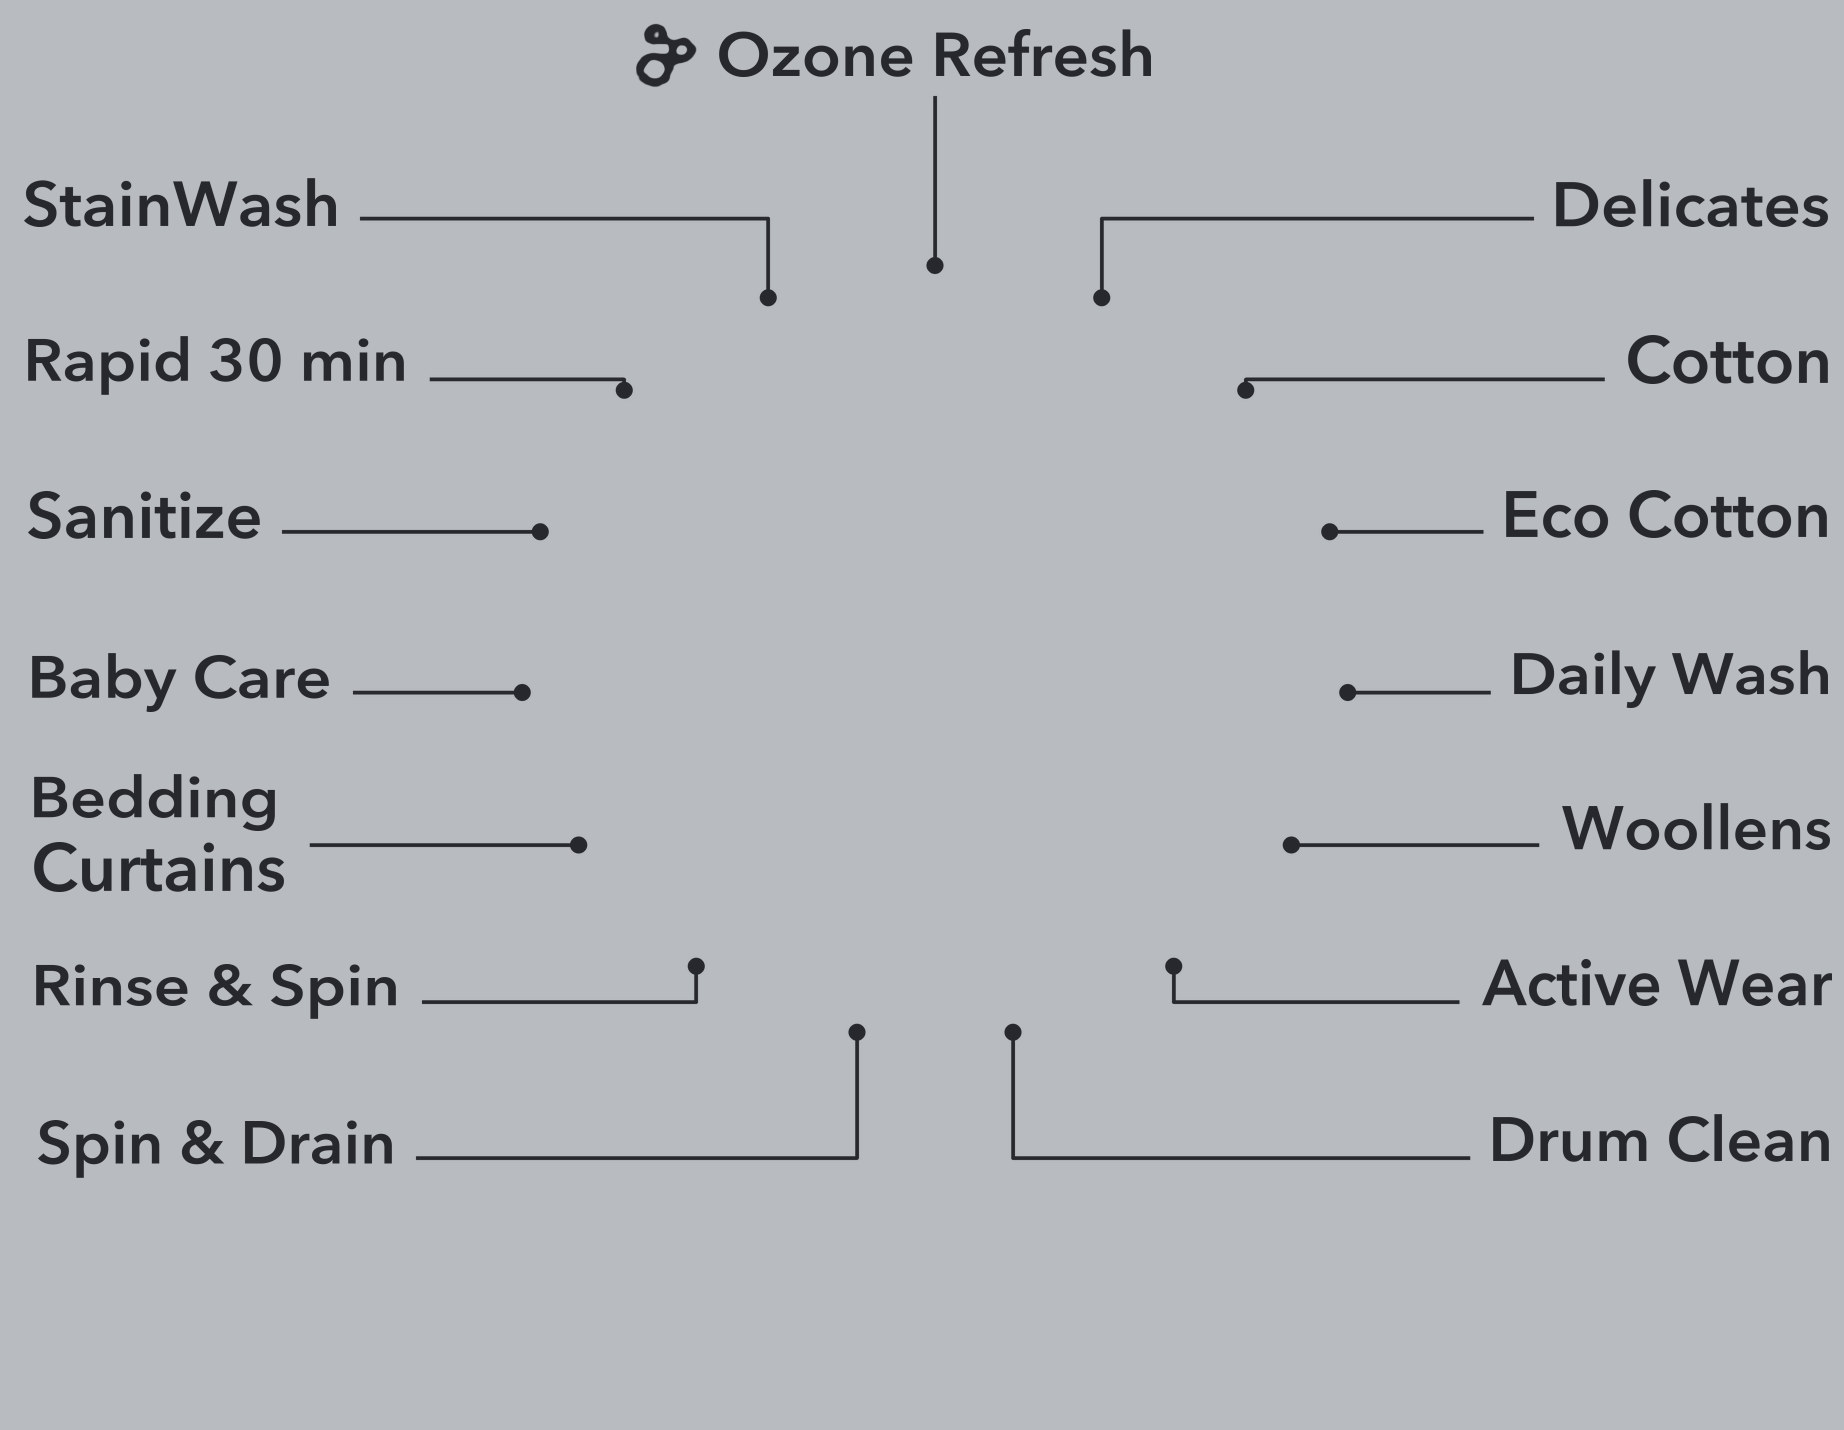 Ozone Refresh
StainWash
Delicates
Rapid 30 min
Cotton
Sanitize
Eco Cotton
Baby Care
Daily Wash
Bedding
Curtains
Woollens
Rinse & Spin
Active Wear
Spin & Drain
Drum Clean